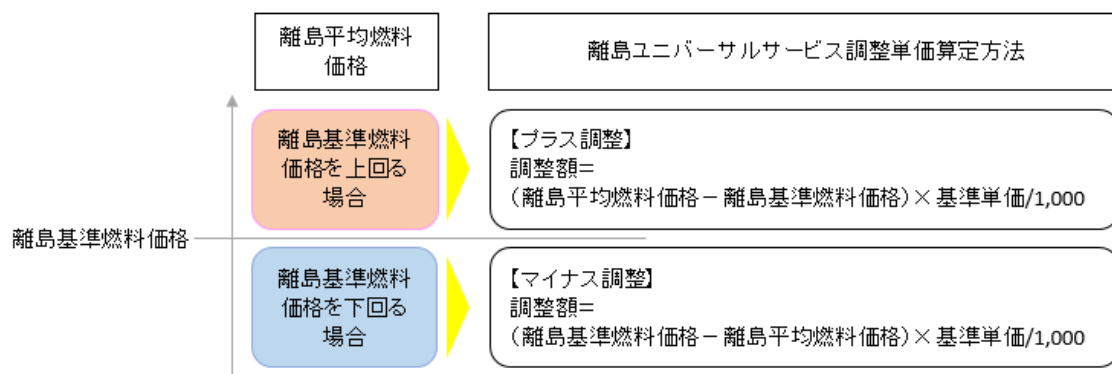 離島平均燃料
価格
離島ユニバーサルサービス調整単価算定方法
離島基準燃料
価格を上回る
場合
【プラス調整】
調整額＝
（離島平均燃料価格－離島基準燃料価格）×基準単価/1,000
離島基準燃料価格
離島基準燃料
価格を下回る
場合
【マイナス調整】
調整額＝
（離島基準燃料価格－離島平均燃料価格）×基準単価/1,000